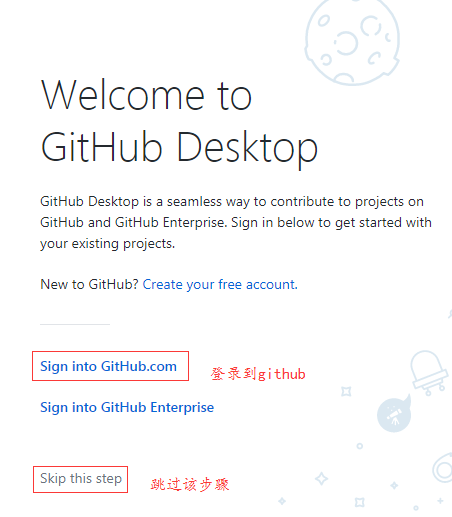 Welcome to
GitHub Desktop
GitHub Desktop is a seamless way to contribute to projects on
GitHub and GitHub Enterprise. Sign in below to get started with
your existing projects.
New to GitHub? Create your free account.
Sign into GitHub.com 登录到github
Sign into GitHub Enterprise
Skip this step 跳过该步骤